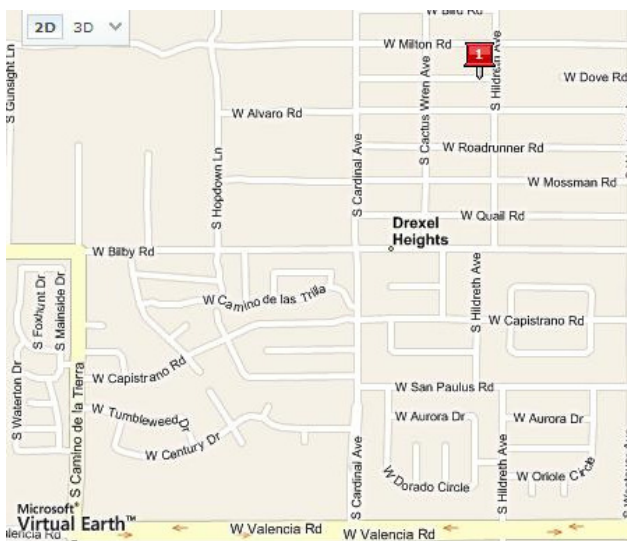 W Bird Rd
2D 3D
W Milton Rd
1
S Gunsight Ln
S Hildreth Ave
W Dove Rd
S Cactus Wren Ave
W Alvaro Rd
S Cardinal Ave
S Hopdown Ln
W Roadrunner Rd
W Mossman Rd
W Quail Rd
Drexel
Heights
W Bilby Rd
S Hildreth Ave
S Foxhunt Dr
S Mainside Dr
W Camino de las Trilla
W Capistrano Rd
S Waterton Dr
W Capistrano Rd
W San Paulus Rd
S Camino de la Tierra
W Tumbleweed Dr
W Aurora Dr
W Aurora Dr
W Century Dr
S Cardinal Ave
W Dorado Circle
S Hildreth Ave
W Oriole Circle
Microsoft®
Virtual Earth™
W Valencia Rd
W Valencia Rd